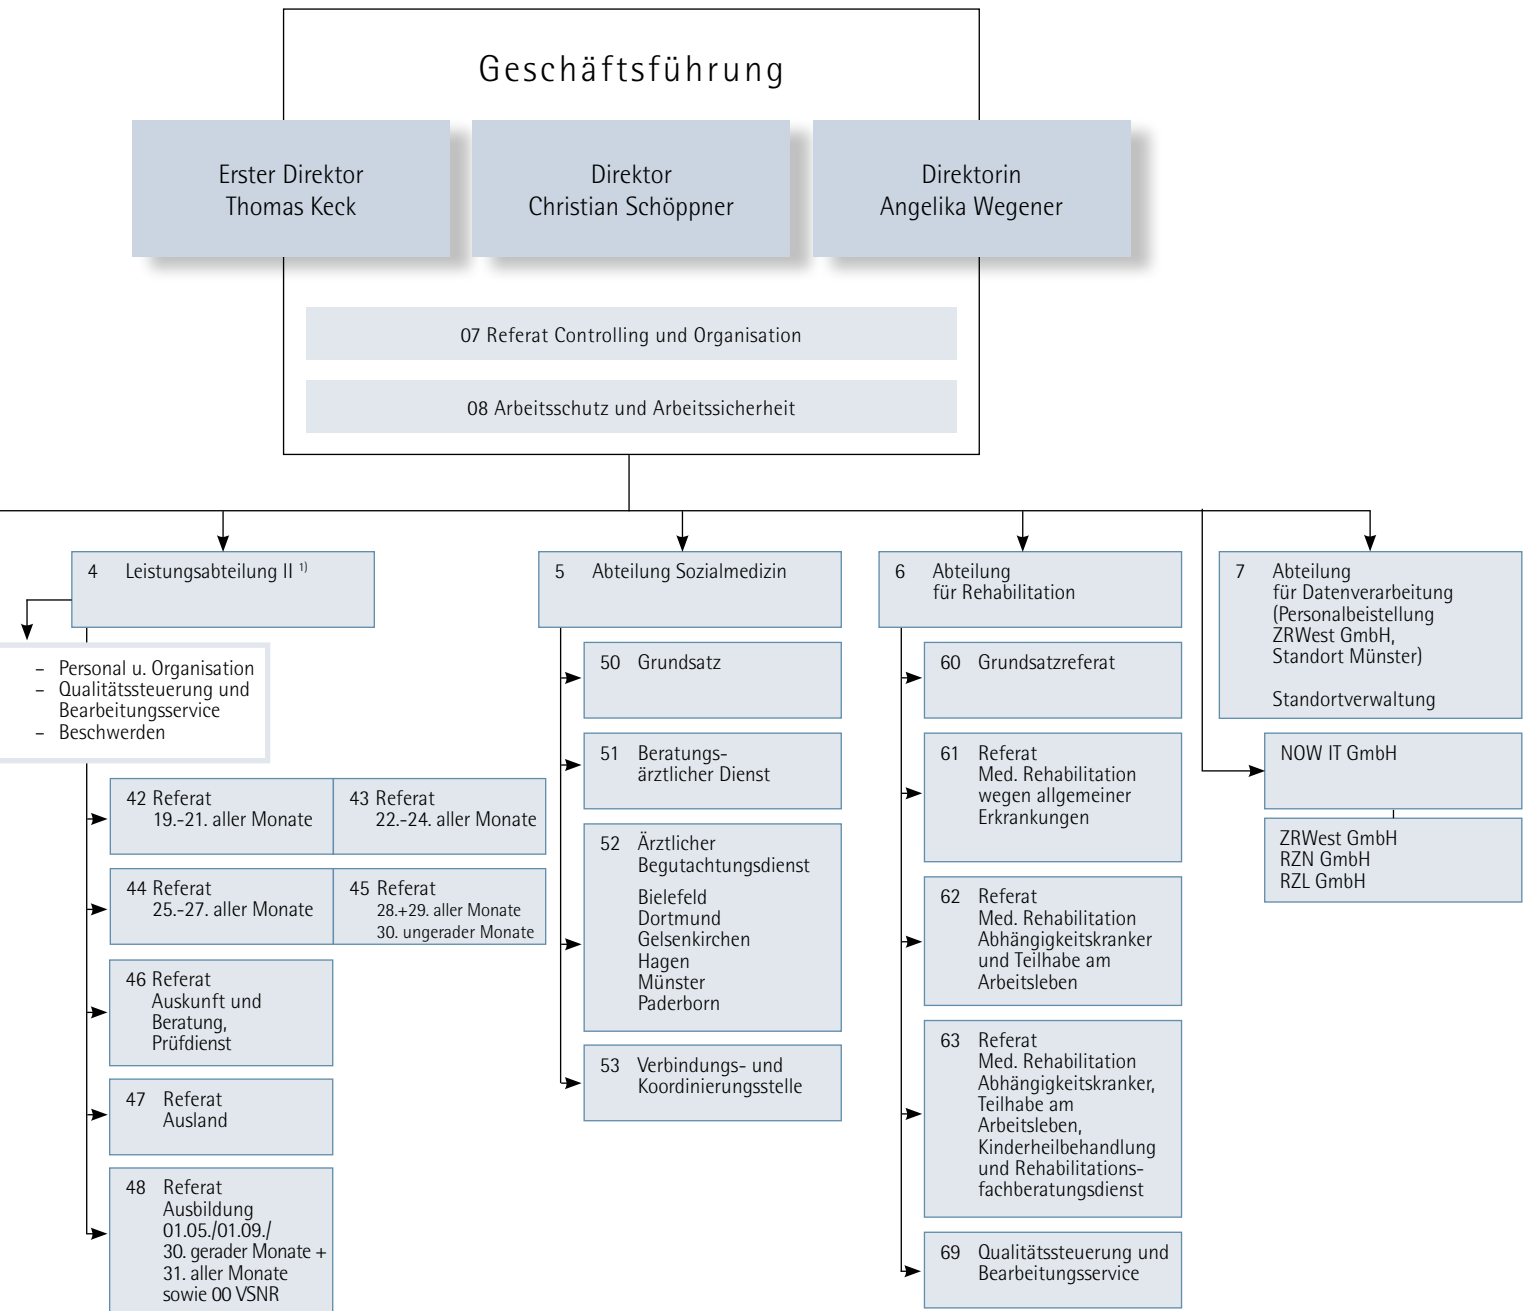 Geschäftsführung
Erster Direktor
Thomas Keck
Direktor
Christian Schöppner
Direktorin
Angelika Wegener
07 Referat Controlling und Organisation
08 Arbeitsschutz und Arbeitssicherheit
4 Leistungsabteilung II 1)
– Personal u. Organisation
– Qualitätssteuerung und
Bearbeitungsservice
– Beschwerden
42 Referat
19.-21. aller Monate
43 Referat
22.-24. aller Monate
44 Referat
25.-27. aller Monate
45 Referat
28.+29. aller Monate
30. ungerader Monate
46 Referat
Auskunft und
Beratung,
Prüfdienst
47 Referat
Ausland
48 Referat
Ausbildung
01.05./01.09./
30. gerader Monate +
31. aller Monate
sowie 00 VSNR
5 Abteilung Sozialmedizin
50 Grundsatz
51 Beratungs-
ärztlicher Dienst
52 Ärztlicher
Begutachtungsdienst
Bielefeld
Dortmund
Gelsenkirchen
Hagen
Münster
Paderborn
53 Verbindungs- und
Koordinierungsstelle
6 Abteilung
für Rehabilitation
60 Grundsatzreferat
61 Referat
Med. Rehabilitation
wegen allgemeiner
Erkrankungen
62 Referat
Med. Rehabilitation
Abhängigkeitskranker
und Teilhabe am
Arbeitsleben
63 Referat
Med. Rehabilitation
Abhängigkeitskranker,
Teilhabe am
Arbeitsleben,
Kinderheilbehandlung
und Rehabilitations-
fachberatungsdienst
69 Qualitätssteuerung und
Bearbeitungsservice
7 Abteilung
für Datenverarbeitung
(Personalbeistellung
ZRWest GmbH,
Standort Münster)
Standortverwaltung
NOW IT GmbH
ZRWest GmbH
RZN GmbH
RZL GmbH